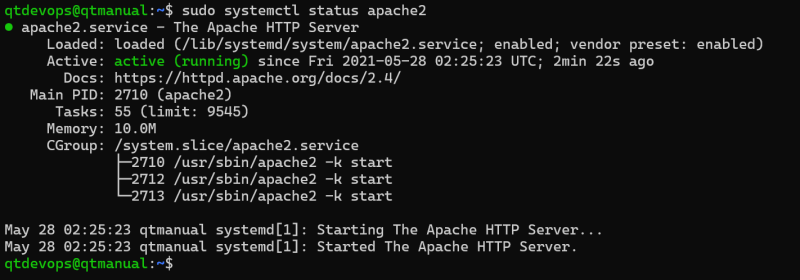 qtdevops@qtmanual:~$ sudo systemctl status apache2
● apache2.service - The Apache HTTP Server
Loaded: loaded (/lib/systemd/system/apache2.service; enabled; vendor preset: enabled)
Active: active (running) since Fri 2021-05-28 02:25:23 UTC; 2min 22s ago
Docs: https://httpd.apache.org/docs/2.4/
Main PID: 2710 (apache2)
Tasks: 55 (limit: 9545)
Memory: 10.0M
CGroup: /system.slice/apache2.service
├─2710 /usr/sbin/apache2 -k start
├─2712 /usr/sbin/apache2 -k start
└─2713 /usr/sbin/apache2 -k start
May 28 02:25:23 qtmanual systemd[1]: Starting The Apache HTTP Server...
May 28 02:25:23 qtmanual systemd[1]: Started The Apache HTTP Server.
qtdevops@qtmanual:~$